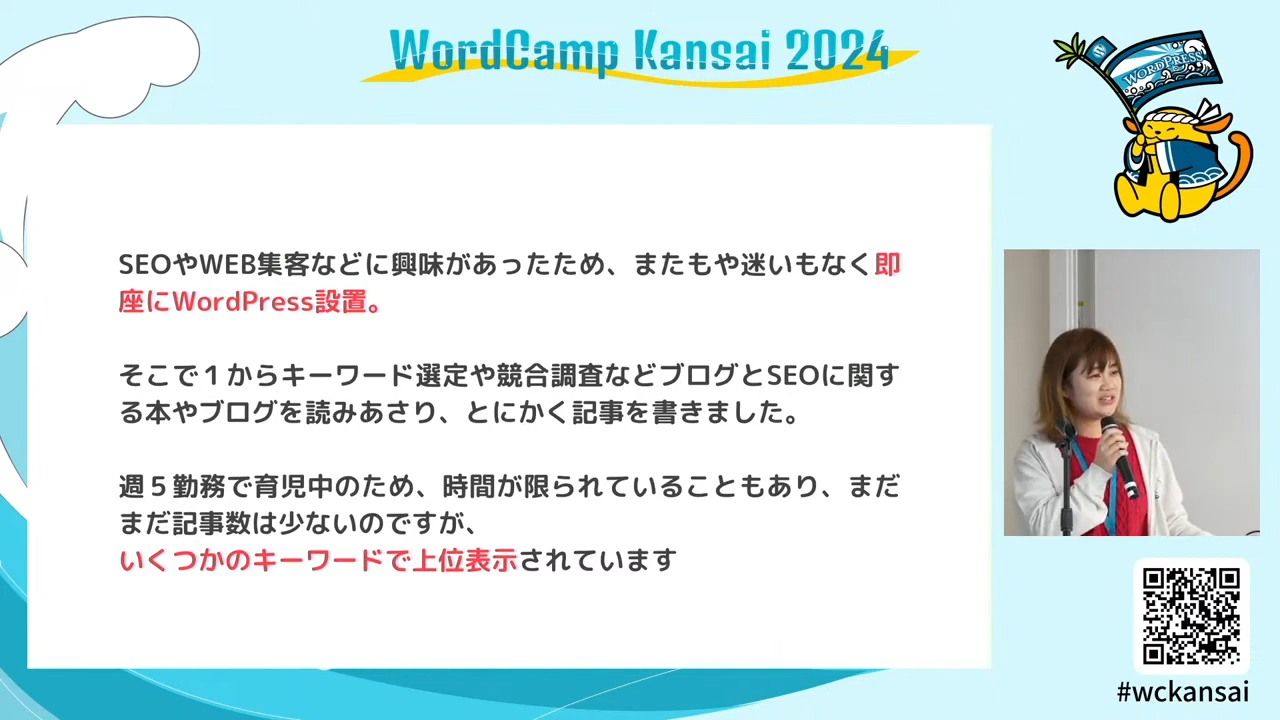 WordCamp Kansai 2024
WORDPRESS
W
SEOやWEB集客などに興味があったため、またもや迷いもなく即
座にWordPress設置。
そこで１からキーワード選定や競合調査などブログとSEOに関す
る本やブログを読みあさり、とにかく記事を書きました。
週５勤務で育児中のため、時間が限られていることもあり、まだ
まだ記事数は少ないのですが、
いくつかのキーワードで上位表示されています
#wckansai